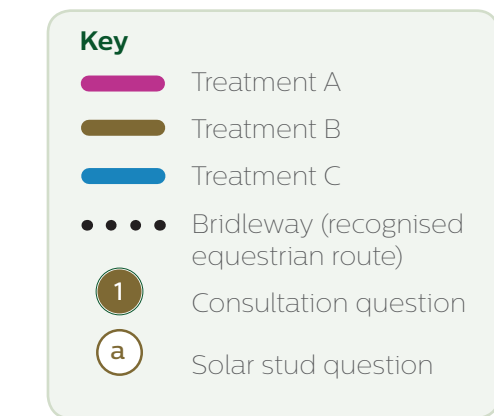 Key
Treatment A
Treatment B
Treatment C
Bridleway (recognised
equestrian route)
1
Consultation question
a
Solar stud question